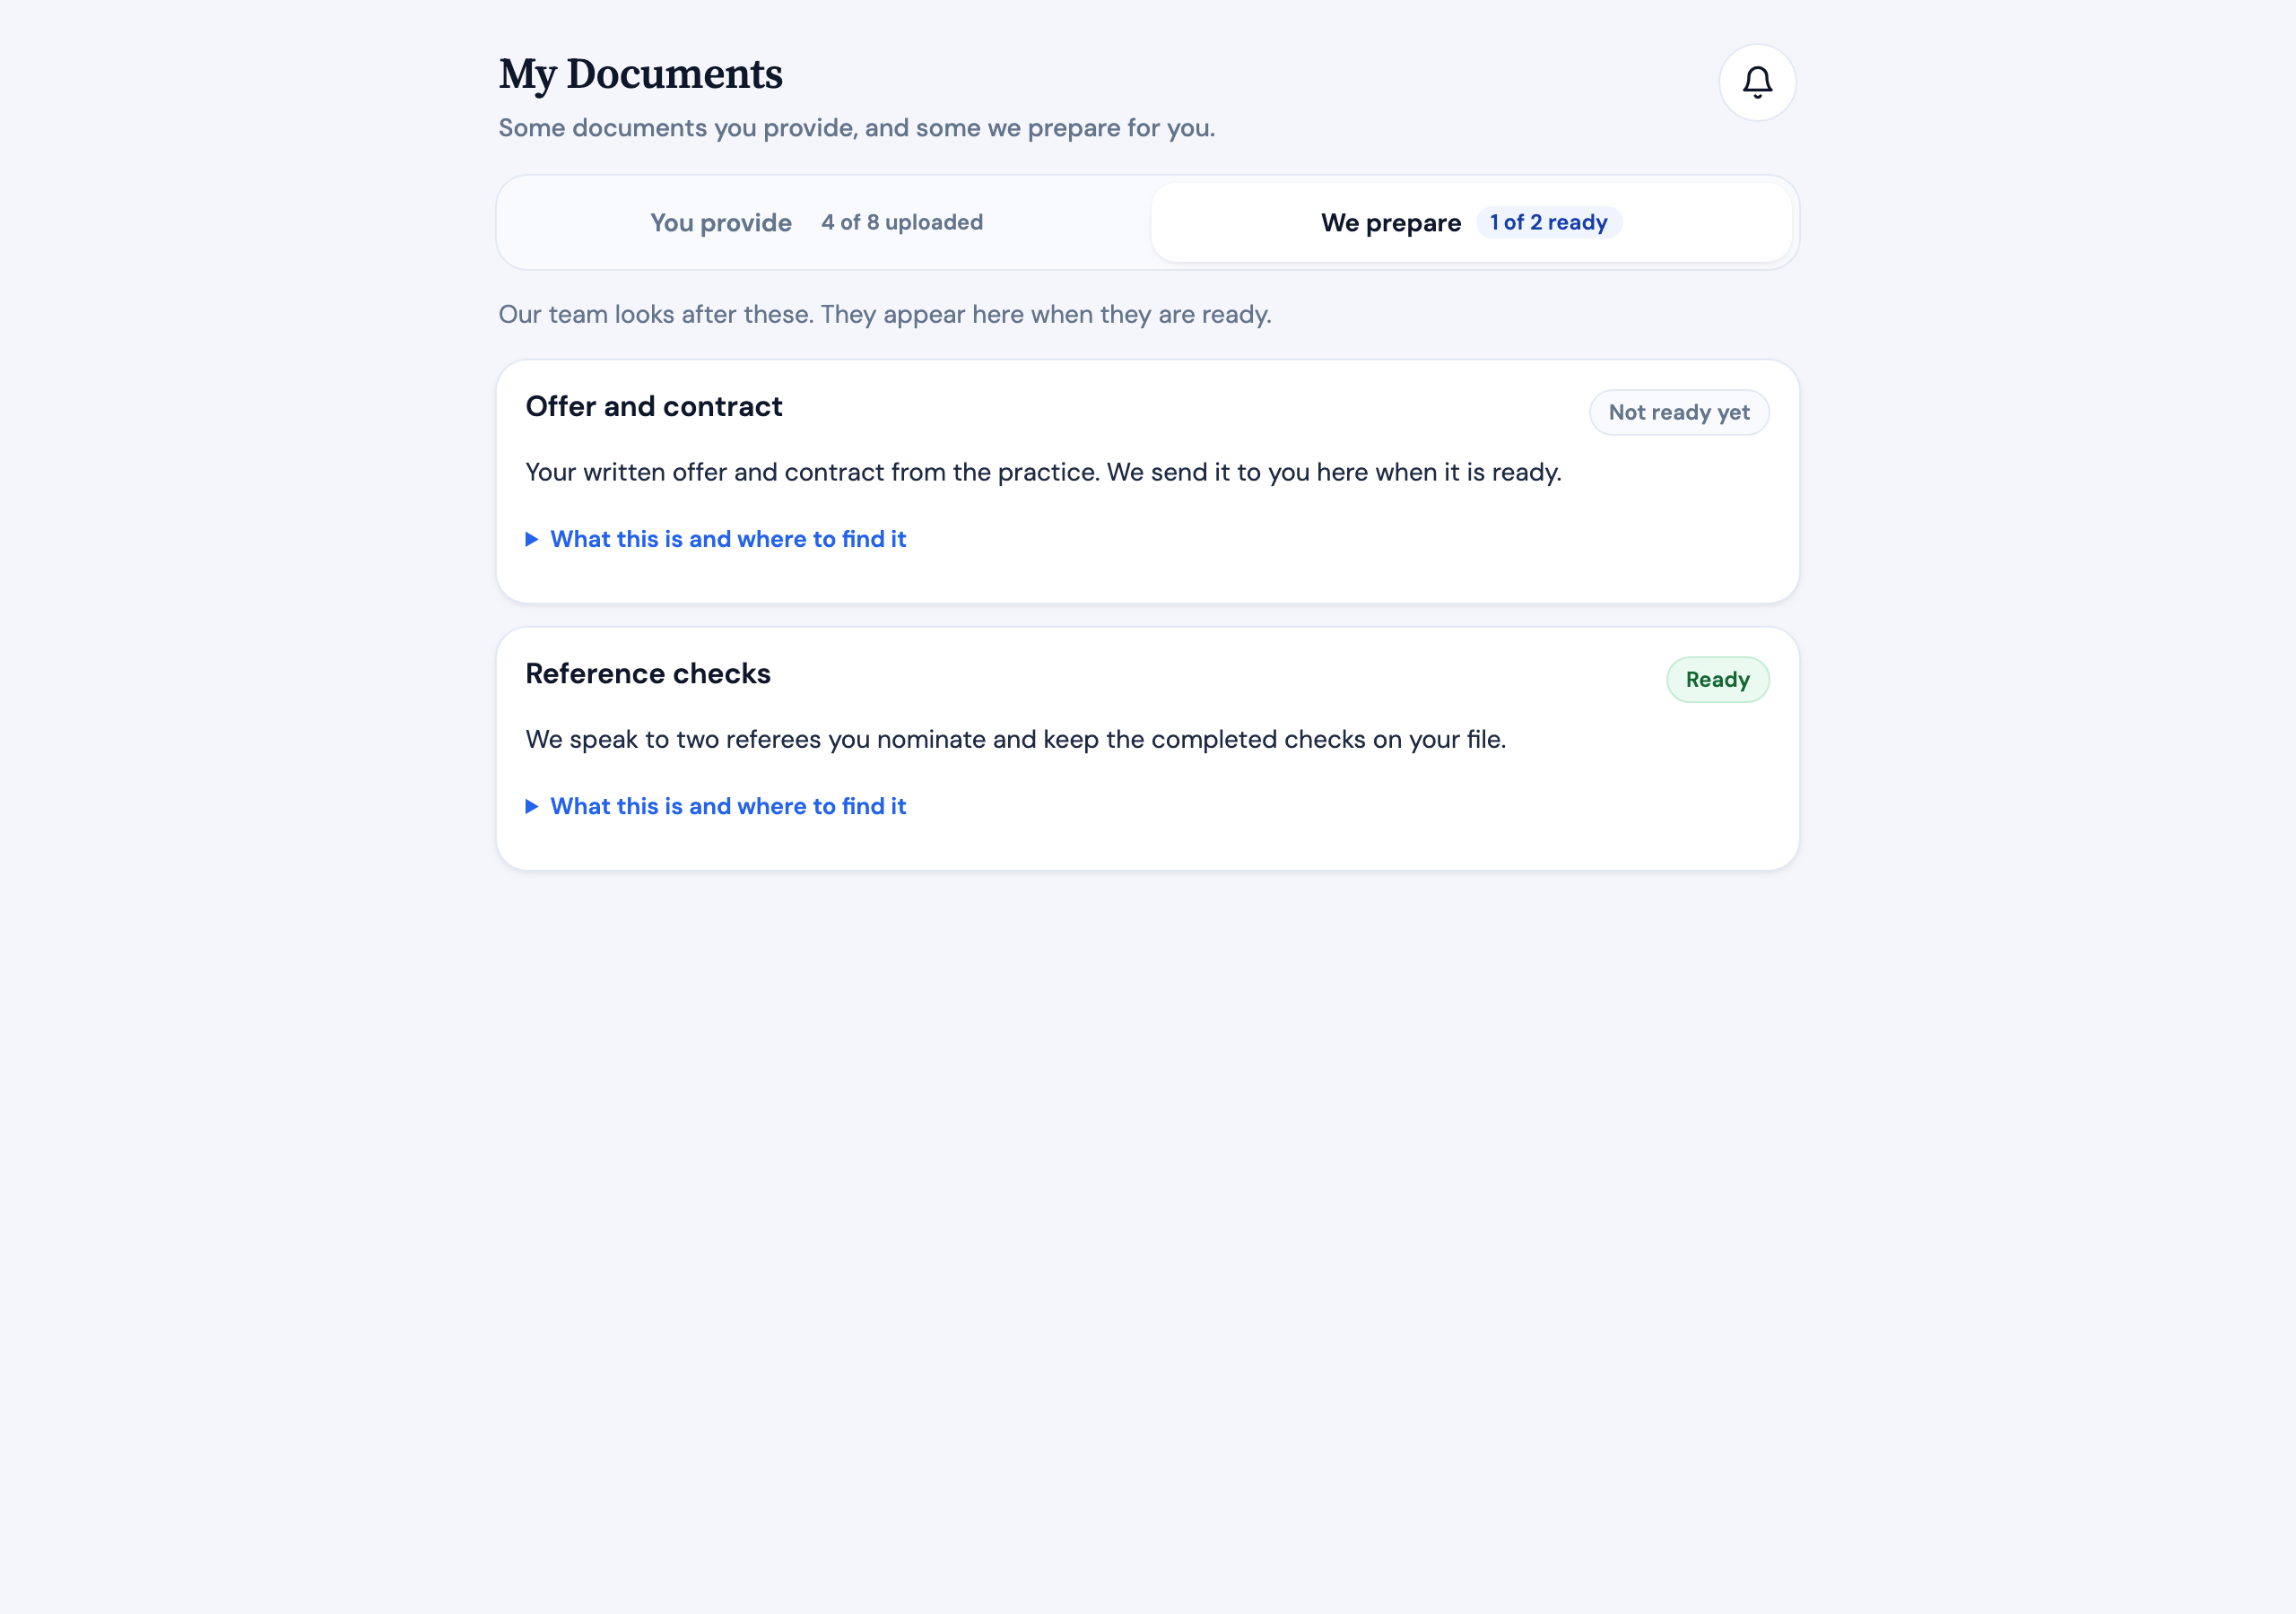 My Documents
Some documents you provide, and some we prepare for you.
You provide 4 of 8 uploaded
We prepare 1 of 2 ready
Our team looks after these. They appear here when they are ready.
Offer and contract
Not ready yet
Your written offer and contract from the practice. We send it to you here when it is ready.
What this is and where to find it
Reference checks
Ready
We speak to two referees you nominate and keep the completed checks on your file.
What this is and where to find it